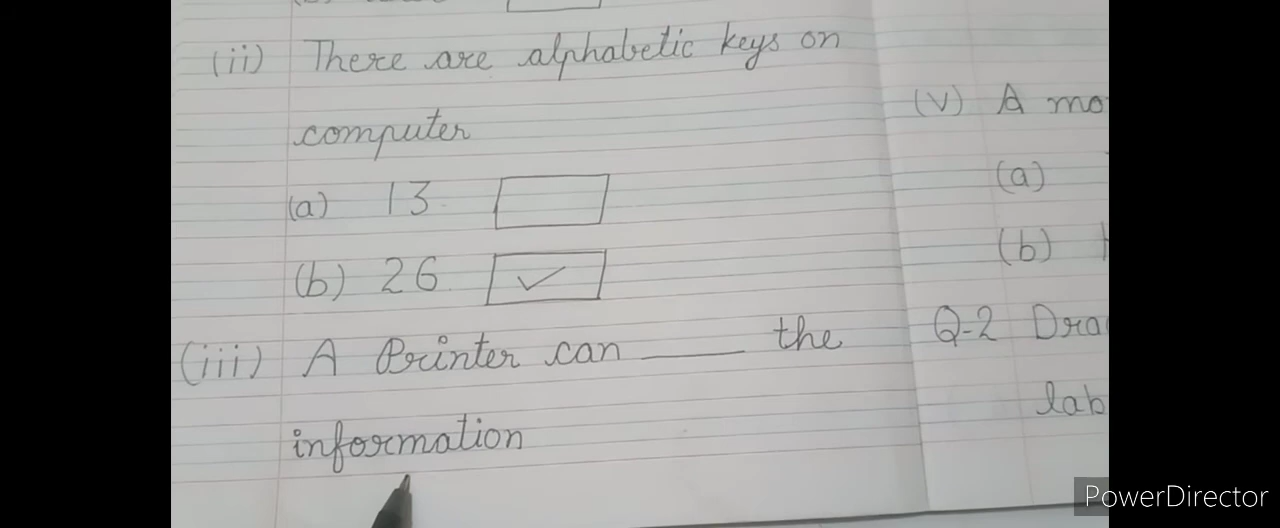 (ii) There are alphabetic keys on
computer
(a) 13
(b) 26 ✓
(iii) A Printer can ____ the
information
(v) A mo
(a)
(b)
Q-2 Dra
lab
PowerDirector